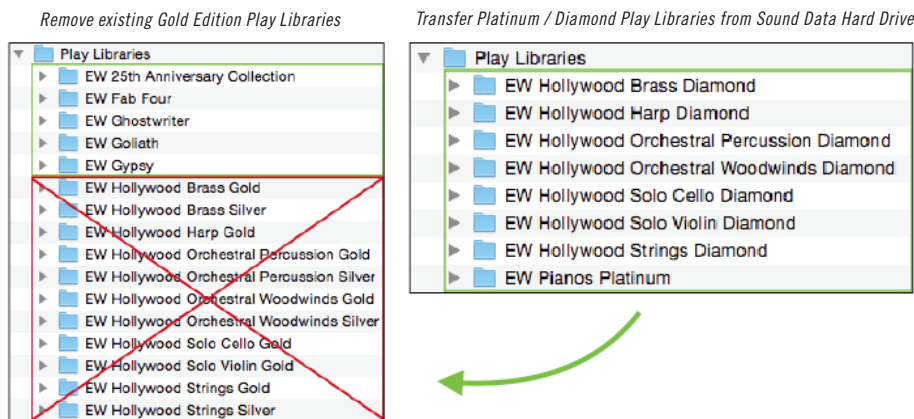 Remove existing Gold Edition Play Libraries
Play Libraries
EW 25th Anniversary Collection
EW Fab Four
EW Ghostwriter
EW Goliath
EW Gypsy
EW Hollywood Brass Gold
EW Hollywood Brass Silver
EW Hollywood Harp Gold
EW Hollywood Orchestral Percussion Gold
EW Hollywood Orchestral Percussion Silver
EW Hollywood Orchestral Woodwinds Gold
EW Hollywood Orchestral Woodwinds Silver
EW Hollywood Solo Cello Gold
EW Hollywood Solo Violin Gold
EW Hollywood Strings Gold
EW Hollywood Strings Silver
Transfer Platinum / Diamond Play Libraries from Sound Data Hard Drive
Play Libraries
EW Hollywood Brass Diamond
EW Hollywood Harp Diamond
EW Hollywood Orchestral Percussion Diamond
EW Hollywood Orchestral Woodwinds Diamond
EW Hollywood Solo Cello Diamond
EW Hollywood Solo Violin Diamond
EW Hollywood Strings Diamond
EW Pianos Platinum